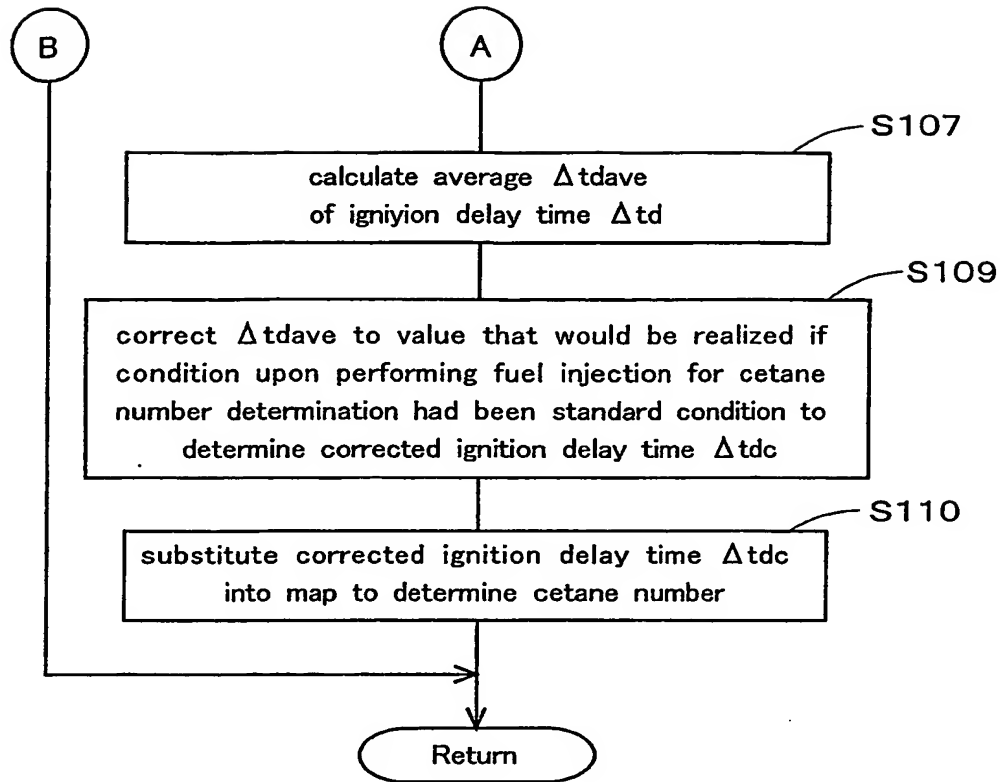 B
A
S107
calculate average Δtdave
of igniyion delay time Δtd
S109
correct Δtdave to value that would be realized if
condition upon performing fuel injection for cetane
number determination had been standard condition to
determine corrected ignition delay time Δtdc
S110
substitute corrected ignition delay time Δtdc
into map to determine cetane number
Return